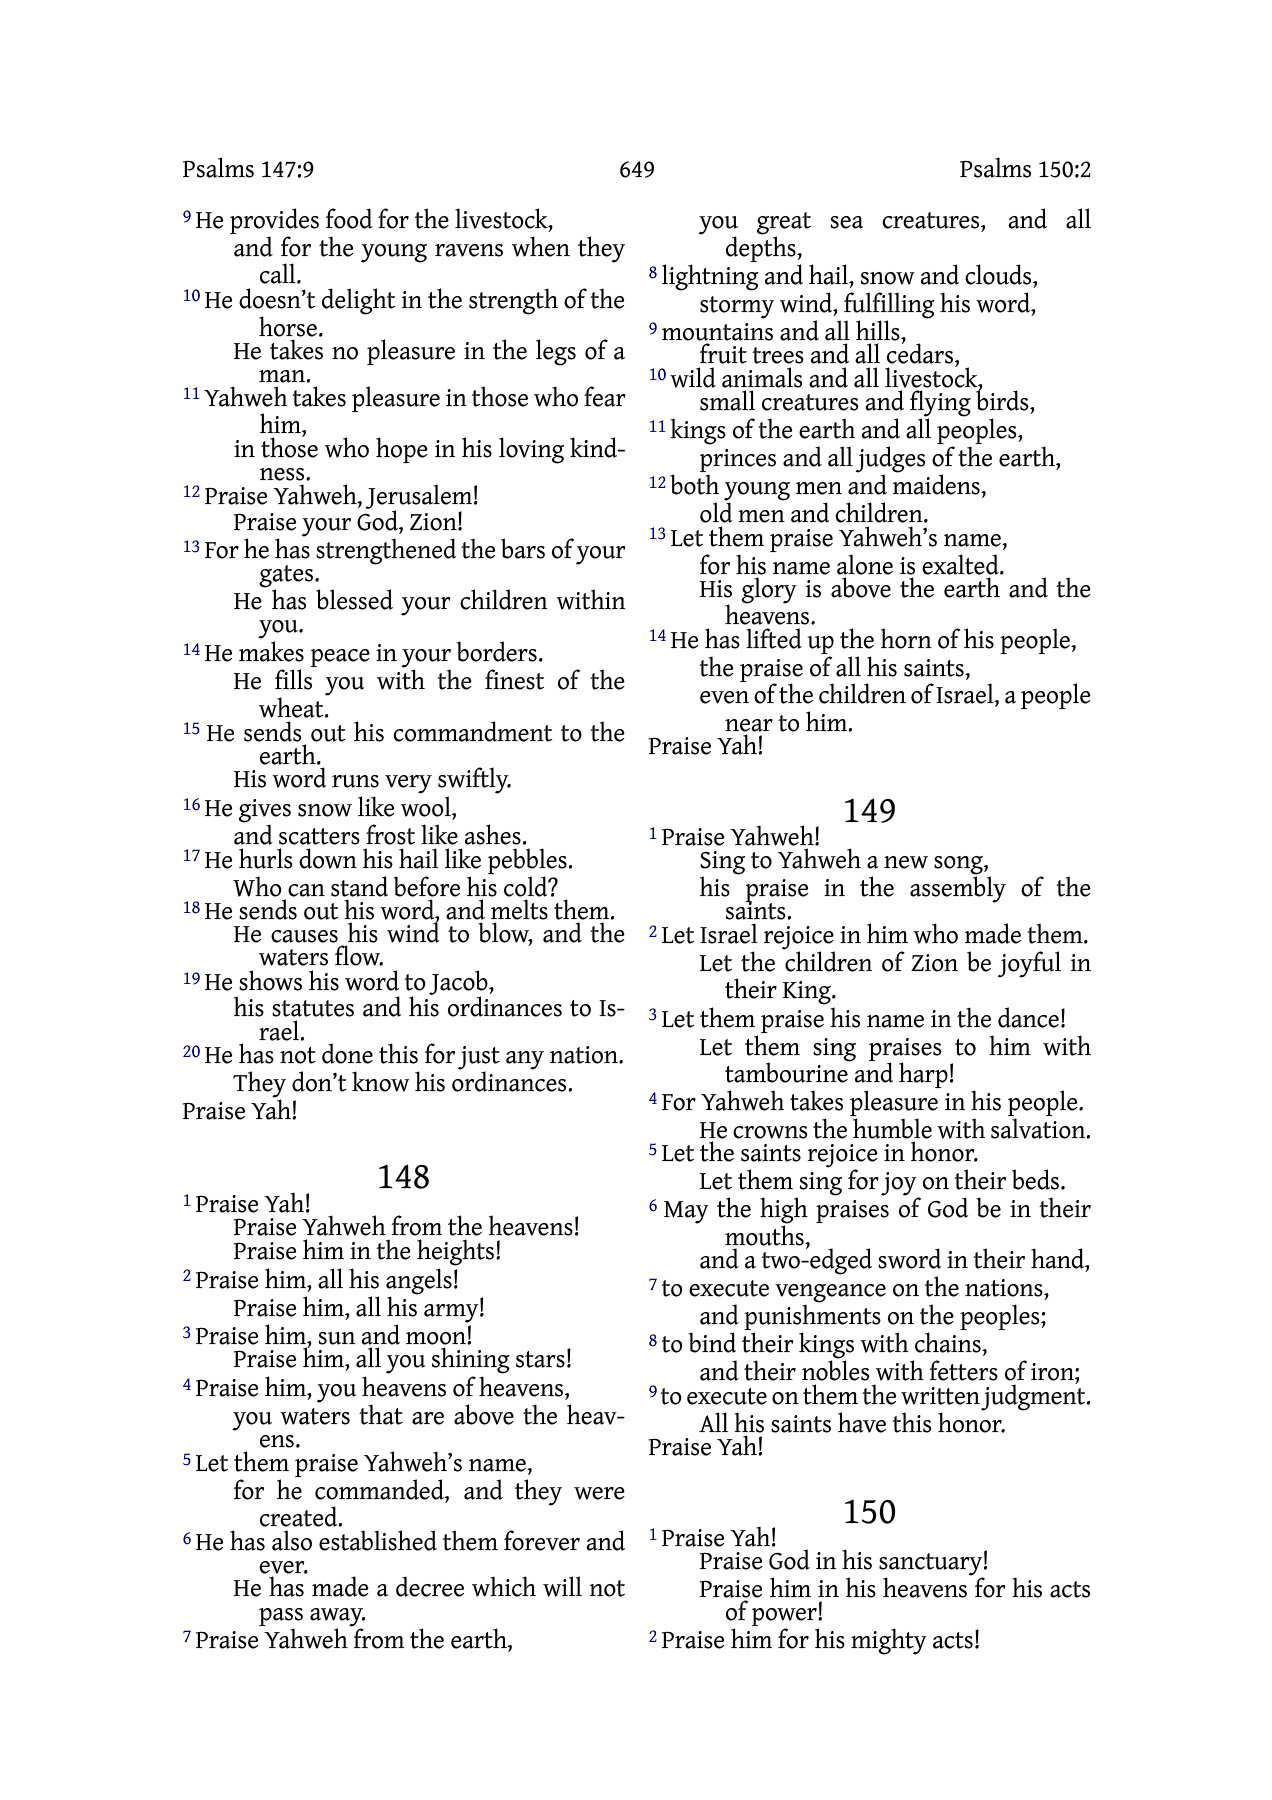 Psalms 147:9 649 Psalms 150:2
9 He provides food for the livestock,
and for the young ravens when they
call.
10 He doesn’t delight in the strength of the
horse.
He takes no pleasure in the legs of a
man.
11 Yahweh takes pleasure in those who fear
him,
in those who hope in his loving kind-
ness.
12 Praise Yahweh, Jerusalem!
Praise your God, Zion!
13 For he has strengthened the bars of your
gates.
He has blessed your children within
you.
14 He makes peace in your borders.
He fills you with the finest of the
wheat.
15 He sends out his commandment to the
earth.
His word runs very swiftly.
16 He gives snow like wool,
and scatters frost like ashes.
17 He hurls down his hail like pebbles.
Who can stand before his cold?
18 He sends out his word, and melts them.
He causes his wind to blow, and the
waters flow.
19 He shows his word to Jacob,
his statutes and his ordinances to Is-
rael.
20 He has not done this for just any nation.
They don’t know his ordinances.
Praise Yah!
148
1 Praise Yah!
Praise Yahweh from the heavens!
Praise him in the heights!
2 Praise him, all his angels!
Praise him, all his army!
3 Praise him, sun and moon!
Praise him, all you shining stars!
4 Praise him, you heavens of heavens,
you waters that are above the heav-
ens.
5 Let them praise Yahweh’s name,
for he commanded, and they were
created.
6 He has also established them forever and
ever.
He has made a decree which will not
pass away.
7 Praise Yahweh from the earth,
you great sea creatures, and all
depths,
8 lightning and hail, snow and clouds,
stormy wind, fulfilling his word,
9 mountains and all hills,
fruit trees and all cedars,
10 wild animals and all livestock,
small creatures and flying birds,
11 kings of the earth and all peoples,
princes and all judges of the earth,
12 both young men and maidens,
old men and children.
13 Let them praise Yahweh’s name,
for his name alone is exalted.
His glory is above the earth and the
heavens.
14 He has lifted up the horn of his people,
the praise of all his saints,
even of the children of Israel, a people
near to him.
Praise Yah!
149
1 Praise Yahweh!
Sing to Yahweh a new song,
his praise in the assembly of the
saints.
2 Let Israel rejoice in him who made them.
Let the children of Zion be joyful in
their King.
3 Let them praise his name in the dance!
Let them sing praises to him with
tambourine and harp!
4 For Yahweh takes pleasure in his people.
He crowns the humble with salvation.
5 Let the saints rejoice in honor.
Let them sing for joy on their beds.
6 May the high praises of God be in their
mouths,
and a two-edged sword in their hand,
7 to execute vengeance on the nations,
and punishments on the peoples;
8 to bind their kings with chains,
and their nobles with fetters of iron;
9 to execute on them the written judgment.
All his saints have this honor.
Praise Yah!
150
1 Praise Yah!
Praise God in his sanctuary!
Praise him in his heavens for his acts
of power!
2 Praise him for his mighty acts!